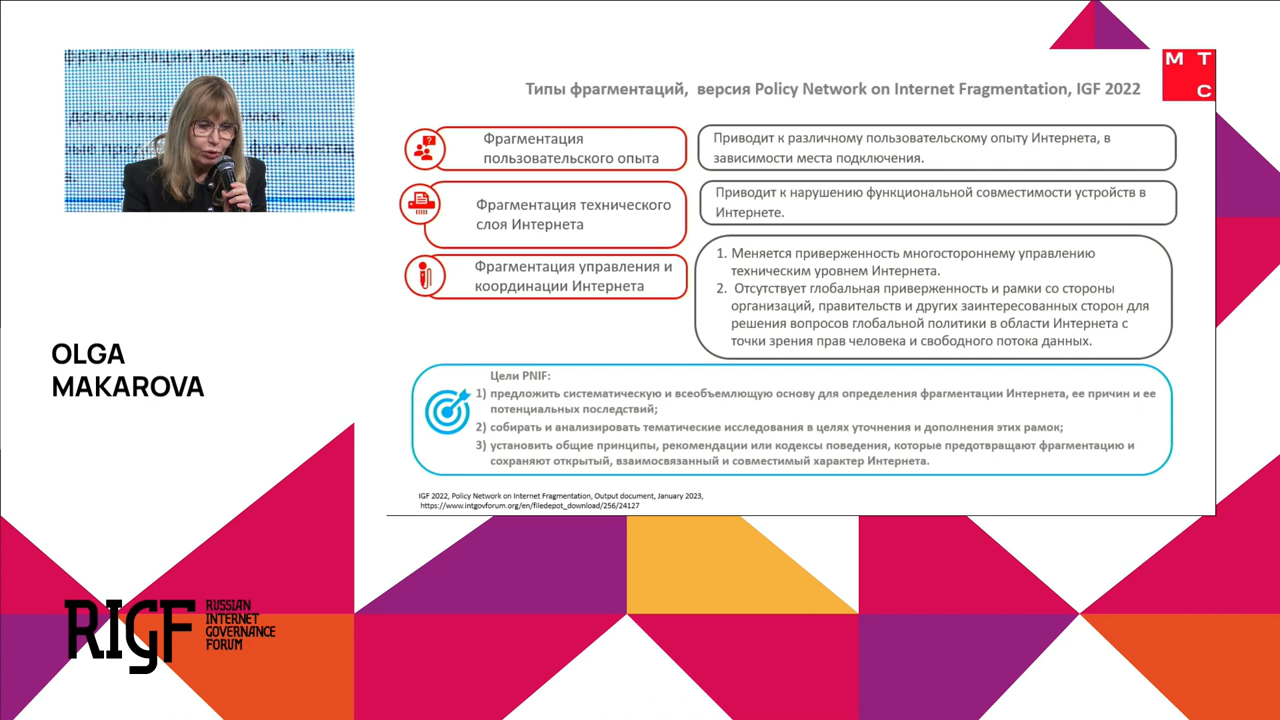 фрагментации Интернета, ее при
дополнени
OLGA
MAKAROVA
RIGF
RUSSIAN
INTERNET
GOVERNANCE
FORUM
М Т
С
Типы фрагментаций, версия Policy Network on Internet Fragmentation, IGF 2022
Фрагментация
пользовательского опыта
Приводит к различному пользовательскому опыту Интернета, в
зависимости места подключения.
Фрагментация технического
слоя Интернета
Приводит к нарушению функциональной совместимости устройств в
Интернете.
Фрагментация управления и
координации Интернета
1. Меняется приверженность многостороннему управлению
техническим уровнем Интернета.
2. Отсутствует глобальная приверженность и рамки со стороны
организаций, правительств и других заинтересованных сторон для
решения вопросов глобальной политики в области Интернета с
точки зрения прав человека и свободного потока данных.
Цели PNIF:
1) предложить систематическую и всеобъемлющую основу для определения фрагментации Интернета, ее причин и ее
потенциальных последствий;
2) собирать и анализировать тематические исследования в целях уточнения и дополнения этих рамок;
3) установить общие принципы, рекомендации или кодексы поведения, которые предотвращают фрагментацию и
сохраняют открытый, взаимосвязанный и совместимый характер Интернета.
IGF 2022, Policy Network on Internet Fragmentation, Output document, January 2023,
https://www.intgovforum.org/en/filedepot_download/256/24127